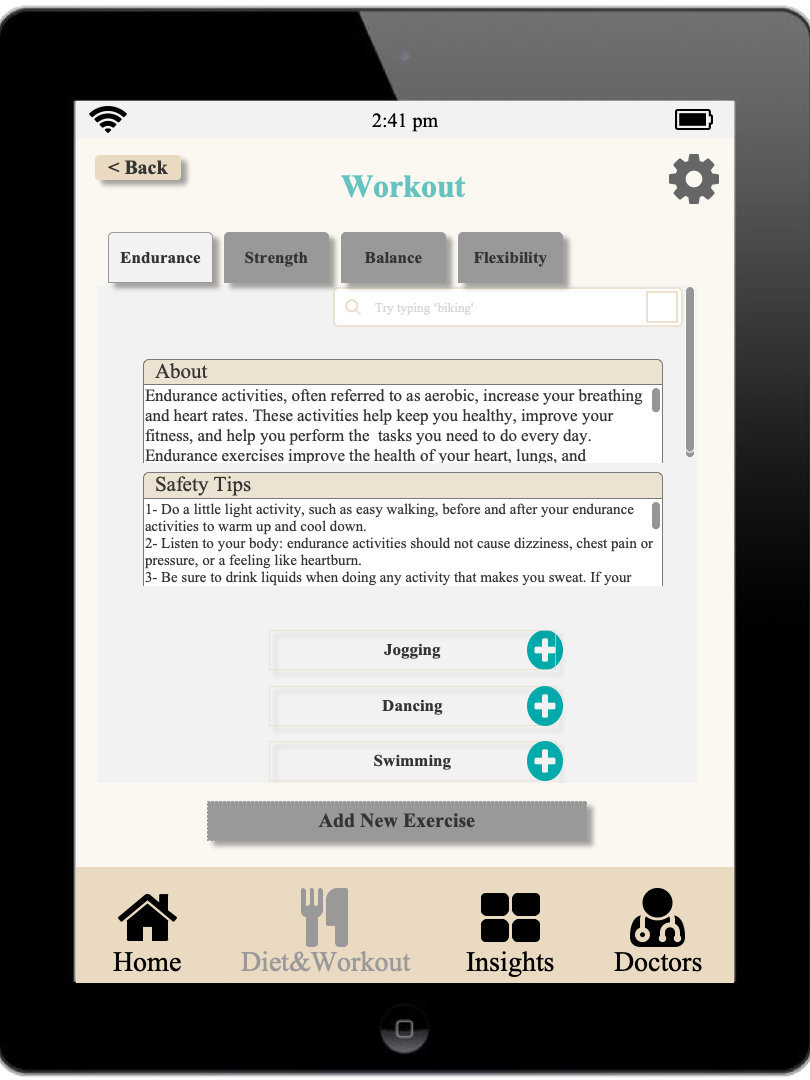 2:41 pm
< Back
Workout
Endurance
Strength
Balance
Flexibility
Try typing ‘biking’
About
Endurance activities, often referred to as aerobic, increase your breathing
and heart rates. These activities help keep you healthy, improve your
fitness, and help you perform the  tasks you need to do every day.
Endurance exercises improve the health of your heart, lungs, and
Safety Tips
1- Do a little light activity, such as easy walking, before and after your endurance
activities to warm up and cool down.
2- Listen to your body: endurance activities should not cause dizziness, chest pain or
pressure, or a feeling like heartburn.
3- Be sure to drink liquids when doing any activity that makes you sweat. If your
Jogging
Dancing
Swimming
Add New Exercise
Home
Diet&Workout
Insights
Doctors